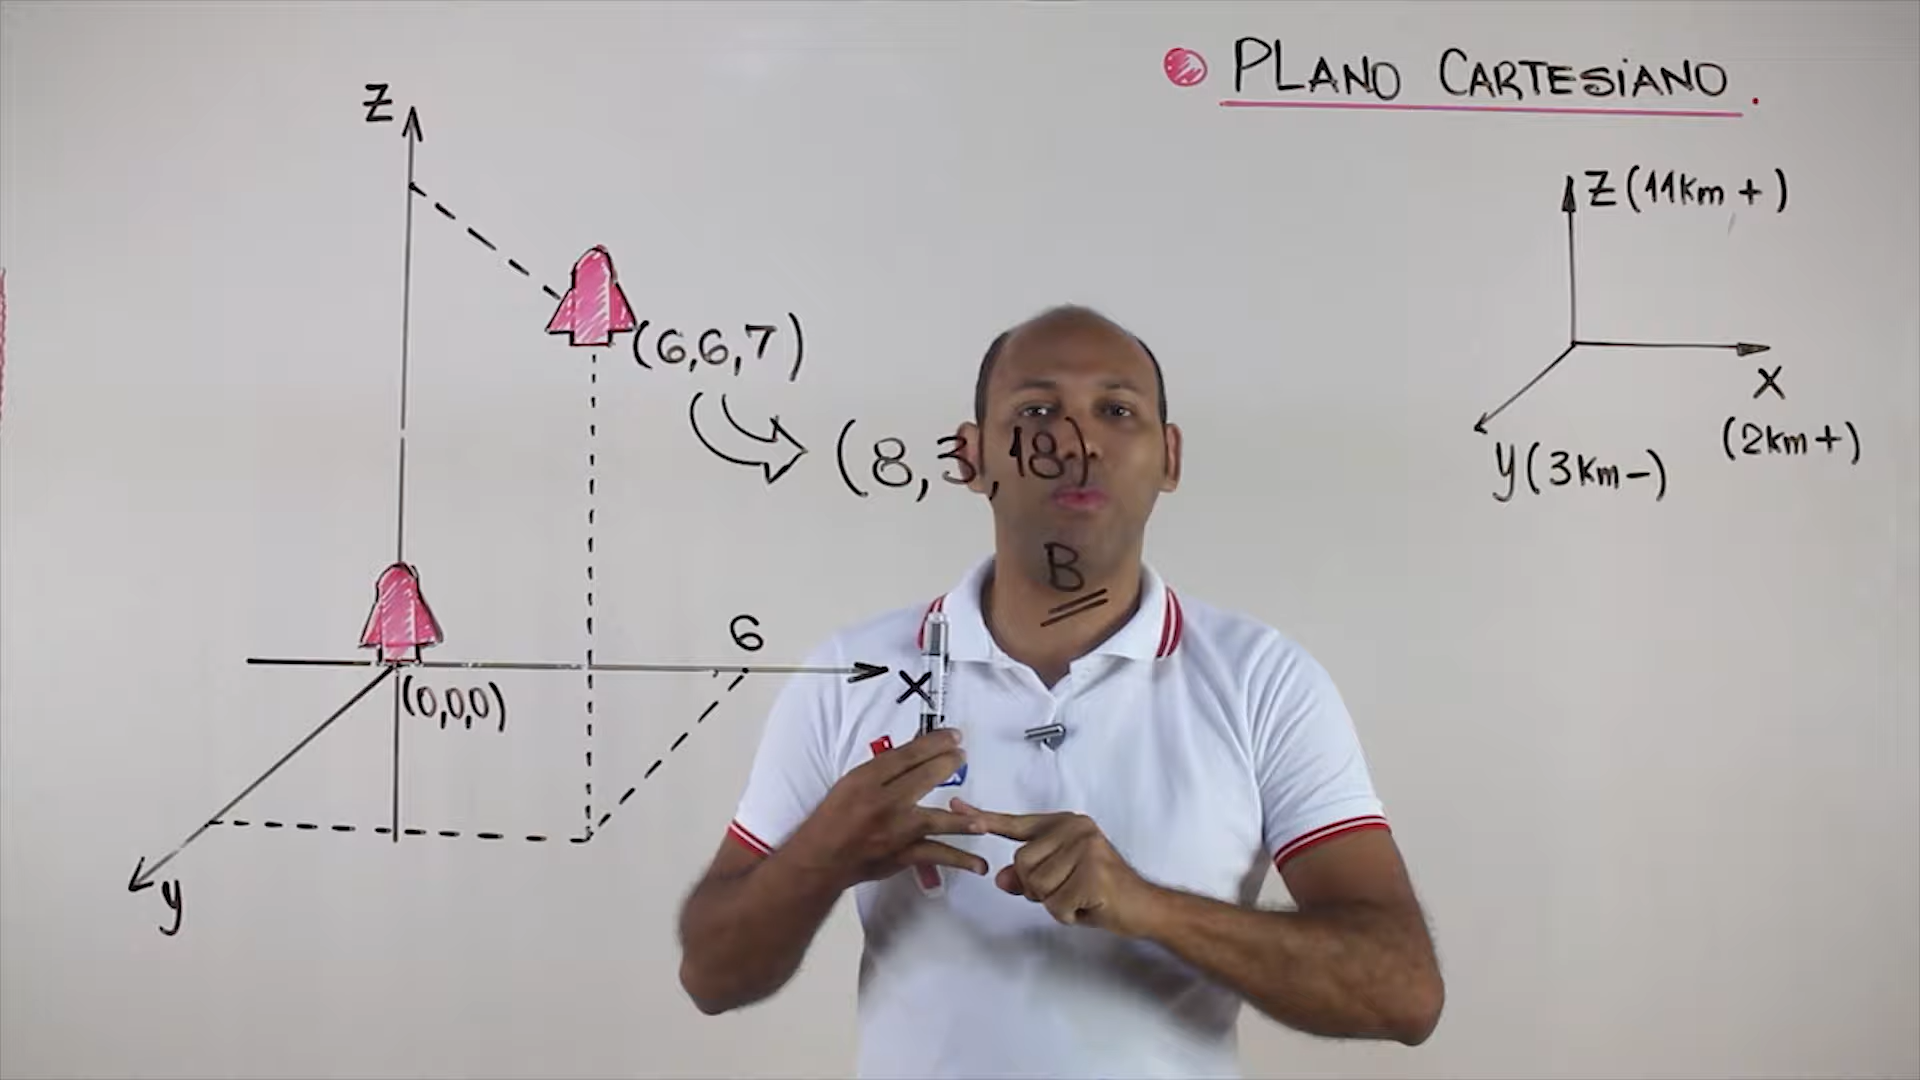 PLANO CARTESIANO.
Z
(6,6,7)
(8,3,18)
B
6
X
(0,0,0)
y
Z (11km +)
X
(2km+)
y (3km-)